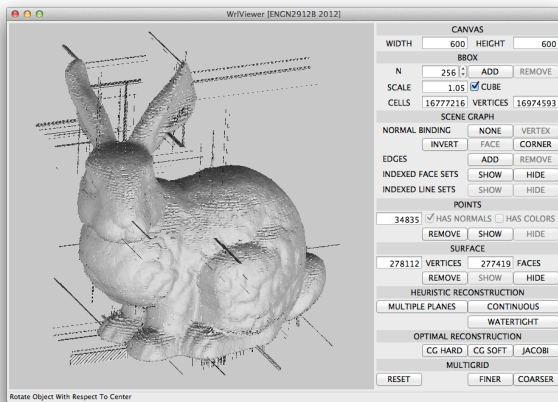 WrlViewer [ENGN2912B 2012]
CANVAS
WIDTH 600 HEIGHT 600
BBOX
N 256 ADD REMOVE
SCALE 1.05 CUBE
CELLS 16777216 VERTICES 16974593
SCENE GRAPH
NORMAL BINDING NONE VERTEX
INVERT FACE CORNER
EDGES ADD REMOVE
INDEXED FACE SETS SHOW HIDE
INDEXED LINE SETS SHOW HIDE
POINTS
34835 HAS NORMALS HAS COLORS
REMOVE SHOW HIDE
SURFACE
278112 VERTICES 277419 FACES
REMOVE SHOW HIDE
HEURISTIC RECONSTRUCTION
MULTIPLE PLANES CONTINUOUS
WATERTIGHT
OPTIMAL RECONSTRUCTION
CG HARD CG SOFT JACOBI
MULTIGRID
RESET FINER COARSER
Rotate Object With Respect To Center